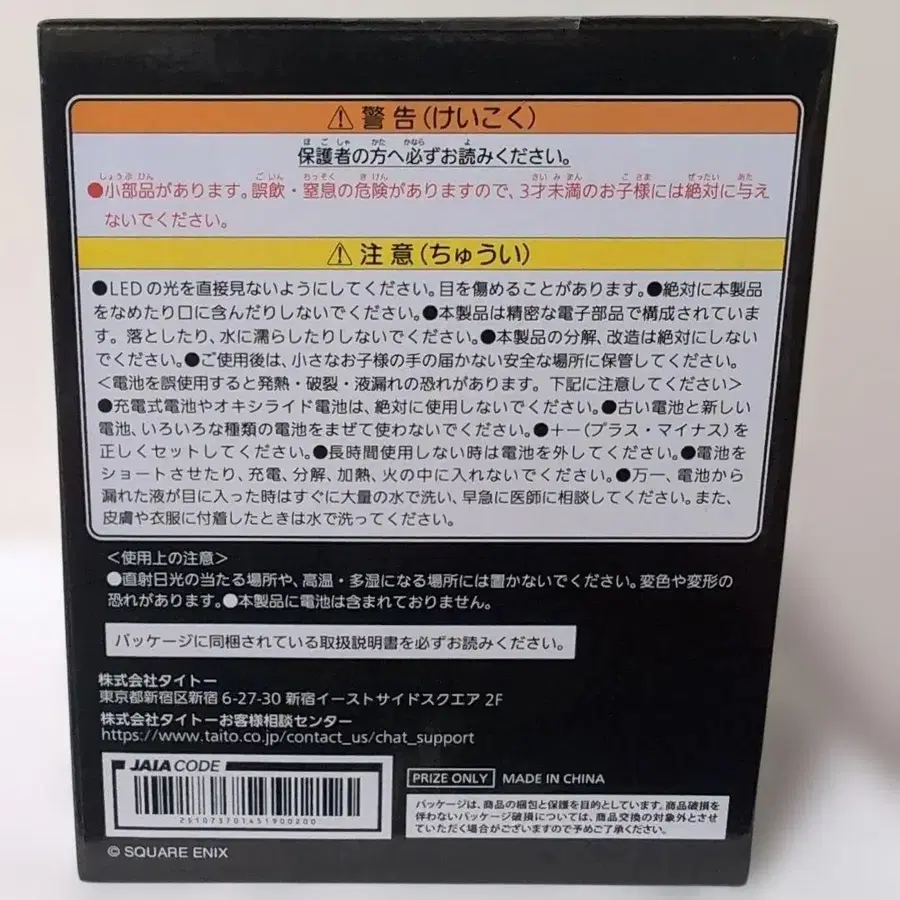 ⚠ 警告(けいこく)
保護者の方へ必ずお読みください。
●小部品があります。誤飲・窒息の危険がありますので、3才未満のお子様には絶対に与え
ないでください。
⚠ 注意(ちゅうい)
●LEDの光を直接見ないようにしてください。目を傷めることがあります。●絶対に本製品
をなめたり口に含んだりしないでください。●本製品は精密な電子部品で構成されていま
す。落としたり、水に濡らしたりしないでください。●本製品の分解、改造は絶対にしない
でください。●ご使用後は、小さなお子様の手の届かない安全な場所に保管してください。
<電池を誤使用すると発熱・破裂・液漏れの恐れがあります。下記に注意してください>
●充電式電池やオキシライド電池は、絶対に使用しないでください。●古い電池と新しい
電池、いろいろな種類の電池をまぜて使わないでください。●+-(プラス・マイナス)を
正しくセットしてください。●長時間使用しない時は電池を外してください。●電池を
ショートさせたり、充電、分解、加熱、火の中に入れないでください。●万一、電池から
漏れた液が目に入った時はすぐに大量の水で洗い、早急に医師に相談してください。また、
皮膚や衣服に付着したときは水で洗ってください。
<使用上の注意>
●直射日光の当たる場所や、高温・多湿になる場所には置かないでください。変色や変形の
恐れがあります。●本製品に電池は含まれておりません。
パッケージに同梱されている取扱説明書を必ずお読みください。
株式会社タイトー
東京都新宿区新宿6-27-30 新宿イーストサイドスクエア 2F
株式会社タイトーお客様相談センター
https://www.taito.co.jp/contact_us/chat_support
JAIA CODE
251073701451900200
PRIZE ONLY MADE IN CHINA
パッケージは、商品の梱包と保護を目的としています。商品破損を
伴わないパッケージ破損については、商品交換の対象外とさせ
ていただく場合がございますので予めご了承ください。
© SQUARE ENIX